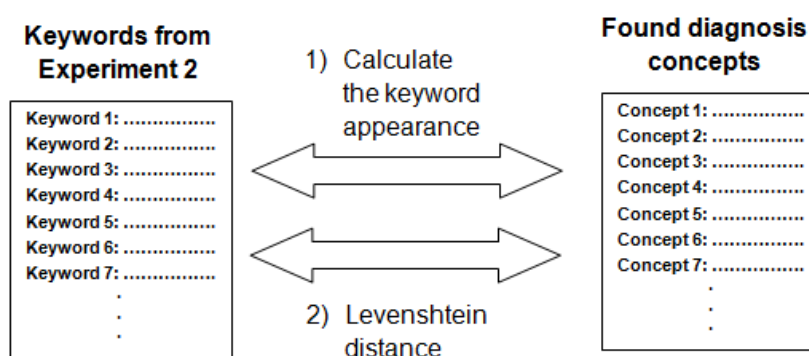 Keywords from
Experiment 2
Keyword 1: ................
Keyword 2: ................
Keyword 3: ................
Keyword 4: ................
Keyword 5: ................
Keyword 6: ................
Keyword 7: ................
.
.
.
1) Calculate
the keyword
appearance
2) Levenshtein
distance
Found diagnosis
concepts
Concept 1: ................
Concept 2: ................
Concept 3: ................
Concept 4: ................
Concept 5: ................
Concept 6: ................
Concept 7: ................
.
.
.